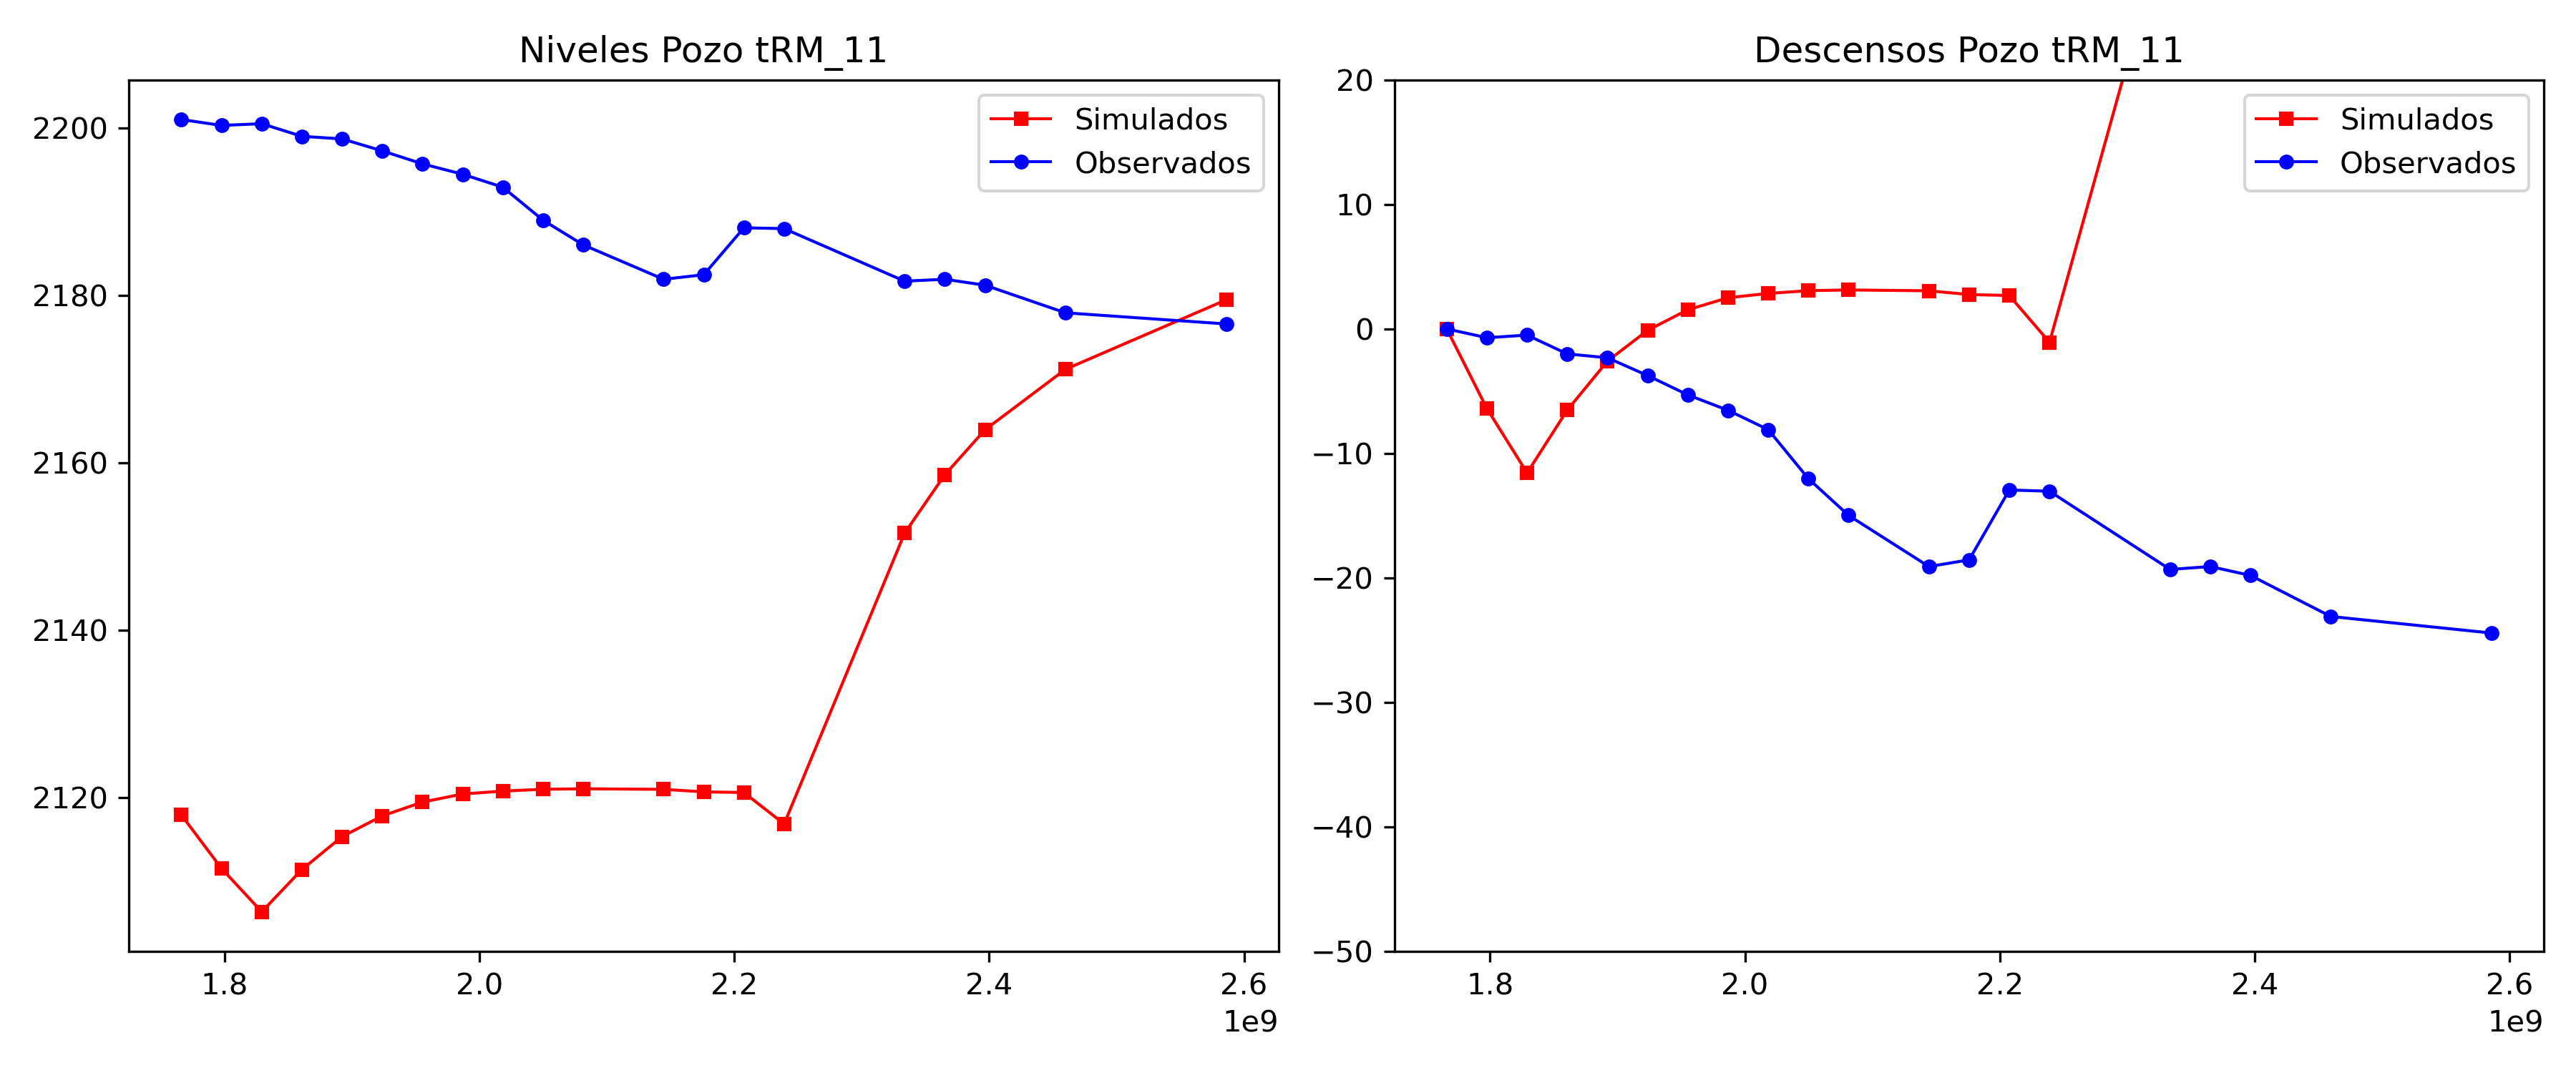 Niveles Pozo tRM_11
2200
2180
2160
2140
2120
1.8 2.0 2.2 2.4 2.6
1e9
Simulados
Observados
Descensos Pozo tRM_11
20
10
0
−10
−20
−30
−40
−50
1.8 2.0 2.2 2.4 2.6
1e9
Simulados
Observados